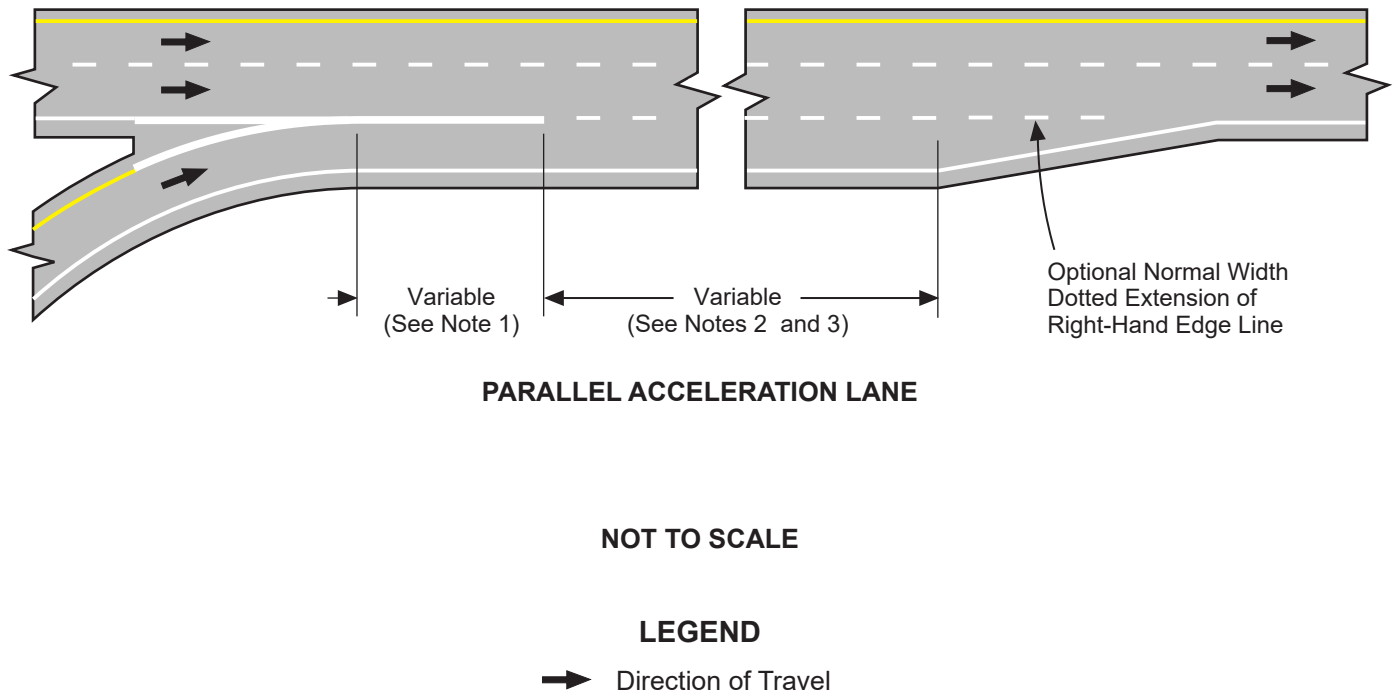 Variable
(See Note 1)
Variable
(See Notes 2  and 3)
Optional Normal Width
Dotted Extension of
Right-Hand Edge Line
PARALLEL ACCELERATION LANE
NOT TO SCALE
LEGEND
Direction of Travel